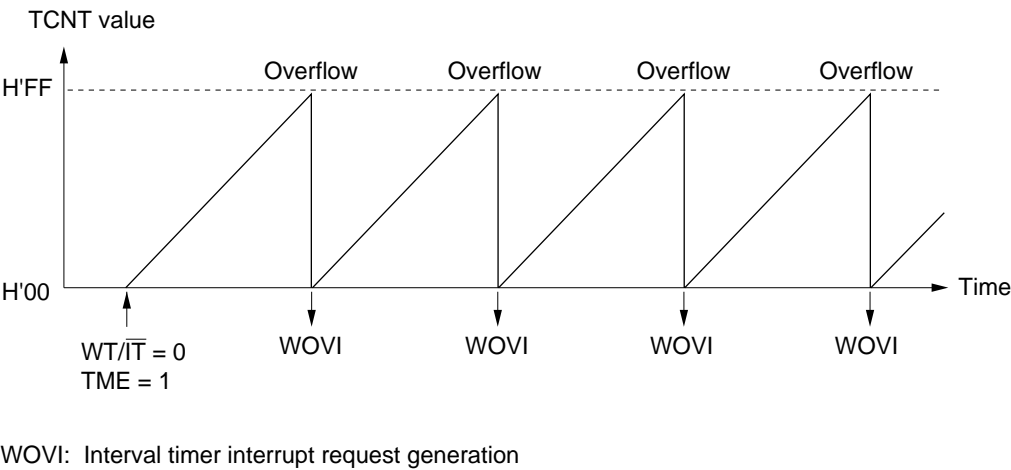 TCNT value
Overflow Overflow Overflow Overflow
H'FF
H'00
Time
WT/I̅T̅ = 0
TME = 1
WOVI WOVI WOVI WOVI
WOVI: Interval timer interrupt request generation